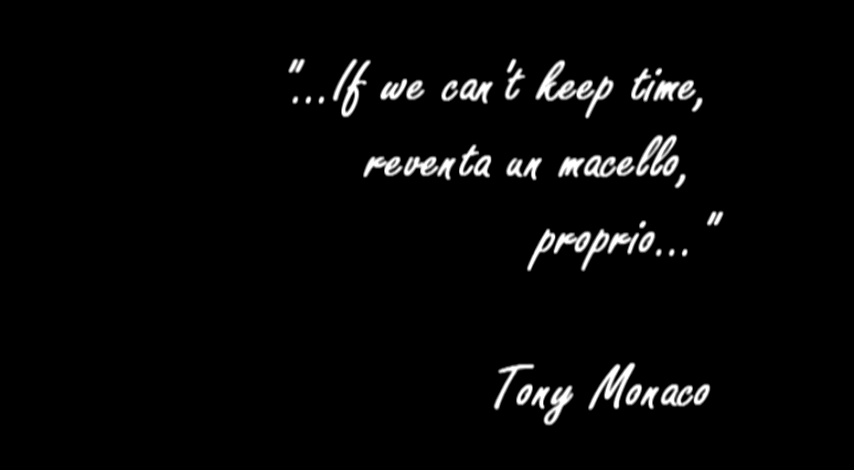 "...If we can't keep time,
reventa un macello,
proprio... "
Tony Monaco